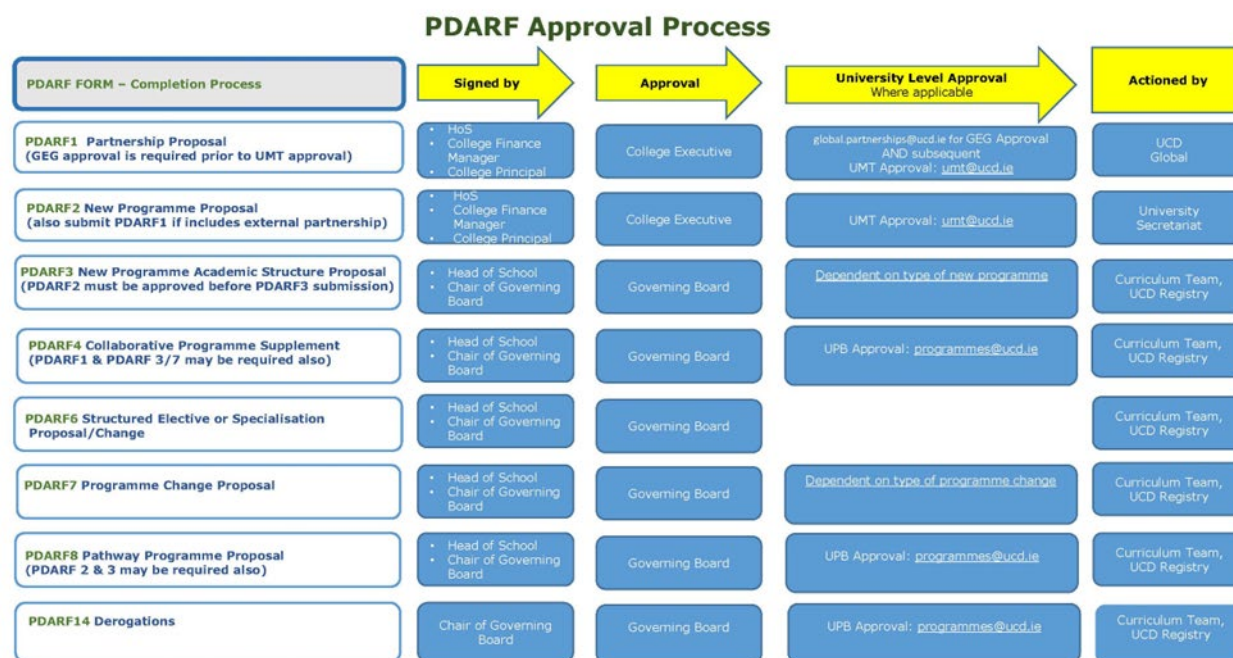 PDARF Approval Process
PDARF FORM – Completion Process
Signed by
Approval
University Level Approval
Where applicable
Actioned by
PDARF1 Partnership Proposal
(GEG approval is required prior to UMT approval)
• HoS
• College Finance
Manager
• College Principal
College Executive
global.partnerships@ucd.ie for GEG Approval
AND subsequent
UMT Approval: umt@ucd.ie
UCD
Global
PDARF2 New Programme Proposal
(also submit PDARF1 if includes external partnership)
• HoS
• College Finance
Manager
• College Principal
College Executive
UMT Approval: umt@ucd.ie
University
Secretariat
PDARF3 New Programme Academic Structure Proposal
(PDARF2 must be approved before PDARF3 submission)
• Head of School
• Chair of Governing
Board
Governing Board
Dependent on type of new programme
Curriculum Team,
UCD Registry
PDARF4 Collaborative Programme Supplement
(PDARF1 & PDARF 3/7 may be required also)
• Head of School
• Chair of Governing
Board
Governing Board
UPB Approval: programmes@ucd.ie
Curriculum Team,
UCD Registry
PDARF6 Structured Elective or Specialisation
Proposal/Change
• Head of School
• Chair of Governing
Board
Governing Board
Curriculum Team,
UCD Registry
PDARF7 Programme Change Proposal
• Head of School
• Chair of Governing
Board
Governing Board
Dependent on type of programme change
Curriculum Team,
UCD Registry
PDARF8 Pathway Programme Proposal
(PDARF 2 & 3 may be required also)
• Head of School
• Chair of Governing
Board
Governing Board
UPB Approval: programmes@ucd.ie
Curriculum Team,
UCD Registry
PDARF14 Derogations
Chair of Governing
Board
Governing Board
UPB Approval: programmes@ucd.ie
Curriculum Team,
UCD Registry